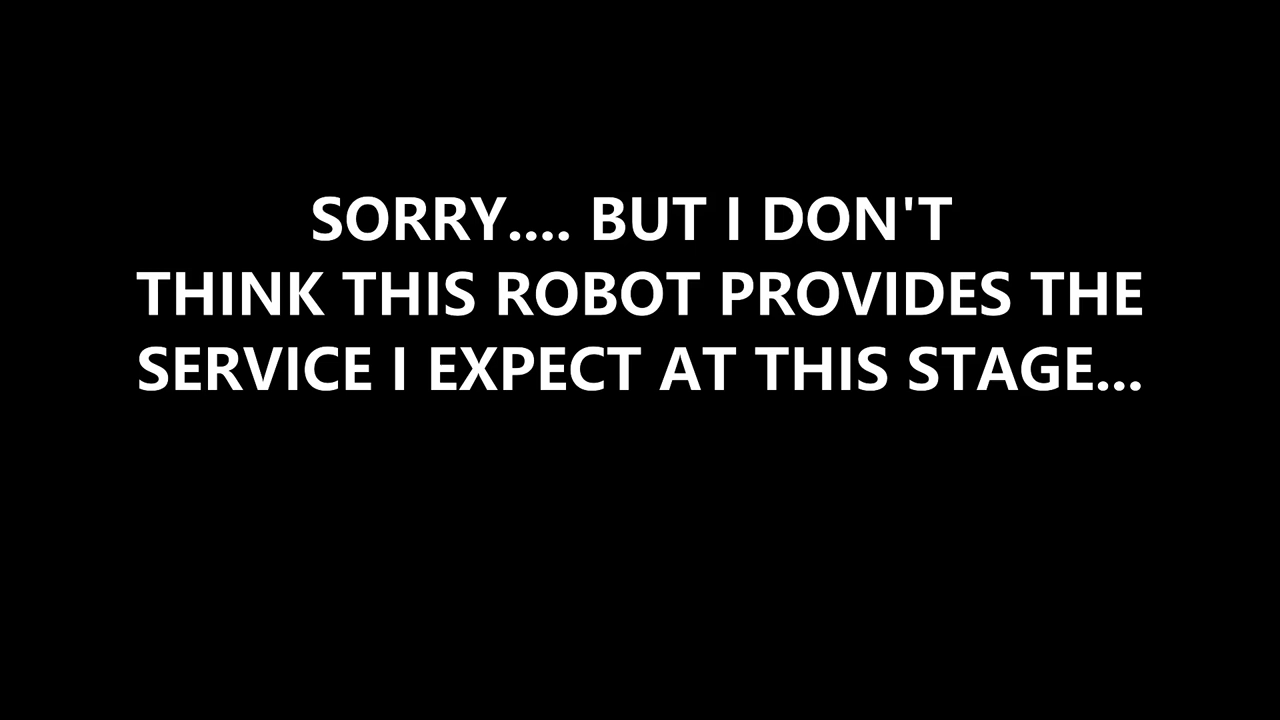 SORRY.... BUT I DON'T
THINK THIS ROBOT PROVIDES THE
SERVICE I EXPECT AT THIS STAGE...